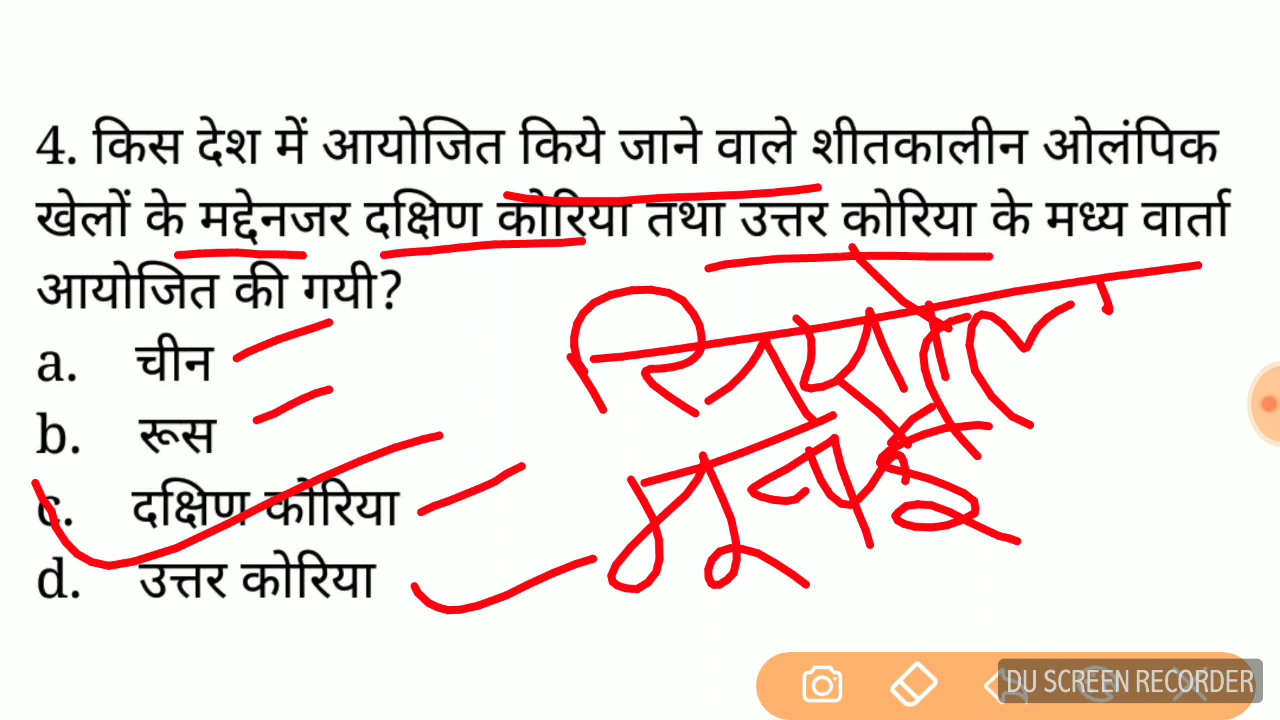 4. किस देश में आयोजित किये जाने वाले शीतकालीन ओलंपिक
खेलों के मद्देनजर दक्षिण कोरिया तथा उत्तर कोरिया के मध्य वार्ता
आयोजित की गयी?
a. चीन
b. रूस
c. दक्षिण कोरिया
d. उत्तर कोरिया
DU SCREEN RECORDER